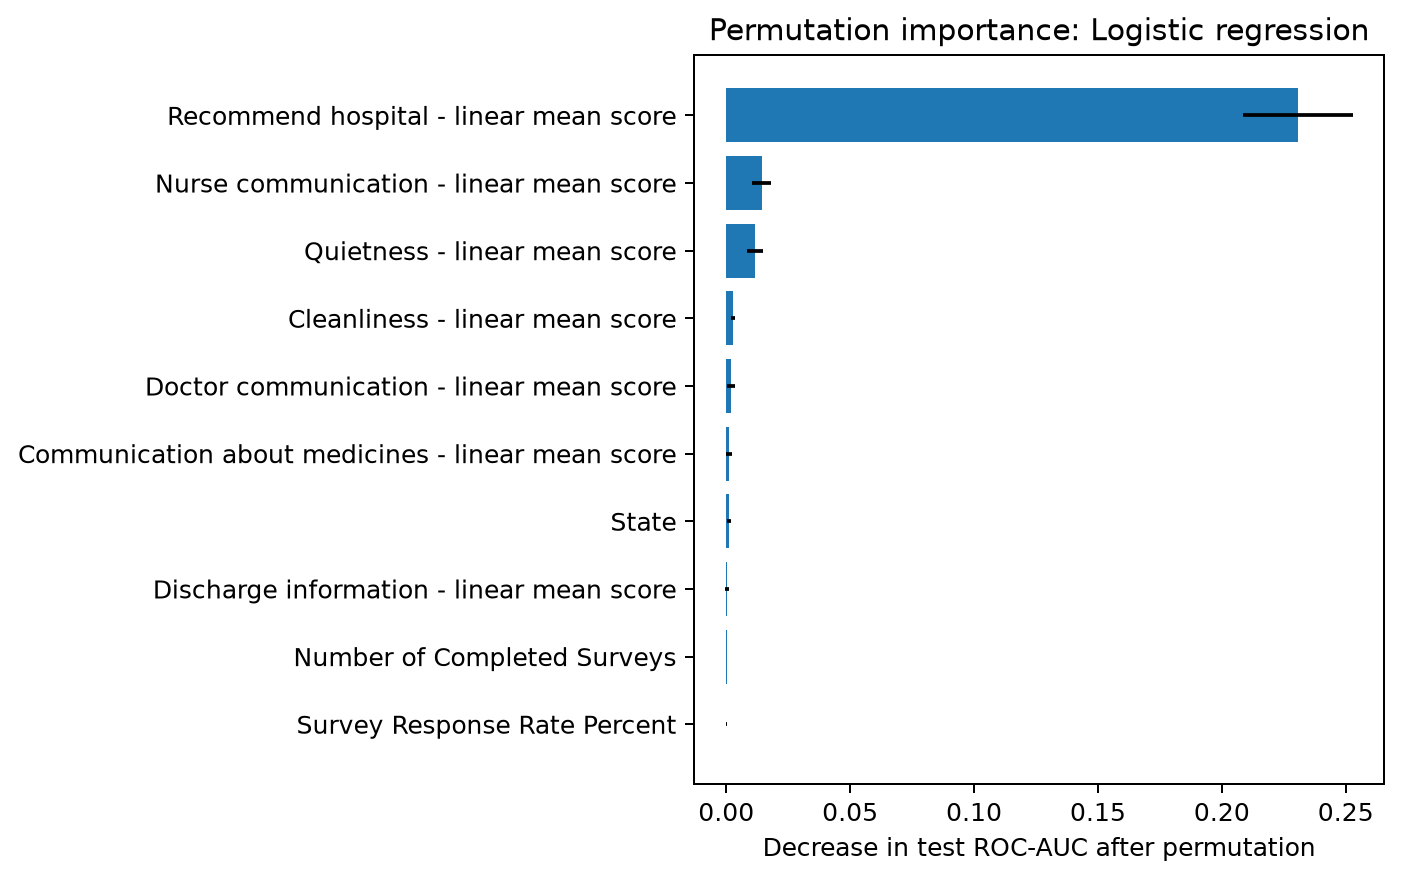 Permutation importance: Logistic regression
Recommend hospital - linear mean score
Nurse communication - linear mean score
Quietness - linear mean score
Cleanliness - linear mean score
Doctor communication - linear mean score
Communication about medicines - linear mean score
State
Discharge information - linear mean score
Number of Completed Surveys
Survey Response Rate Percent
0.00 0.05 0.10 0.15 0.20 0.25
Decrease in test ROC-AUC after permutation